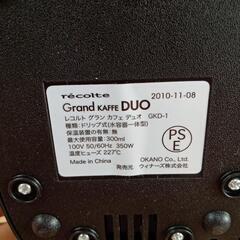 récolte
2010-11-08
Grand KAFFE DUO
レコルト グラン カフェ デュオ GKD-1
種類:ドリップ式(水容器一体型)
保温装置の有無:無
最大使用容量:300ml
100V 50/60Hz 350W
温度ヒューズ 227℃
Made in China
PSE
OKANO Co., Ltd.
発売元 ウィナーズ株式会社